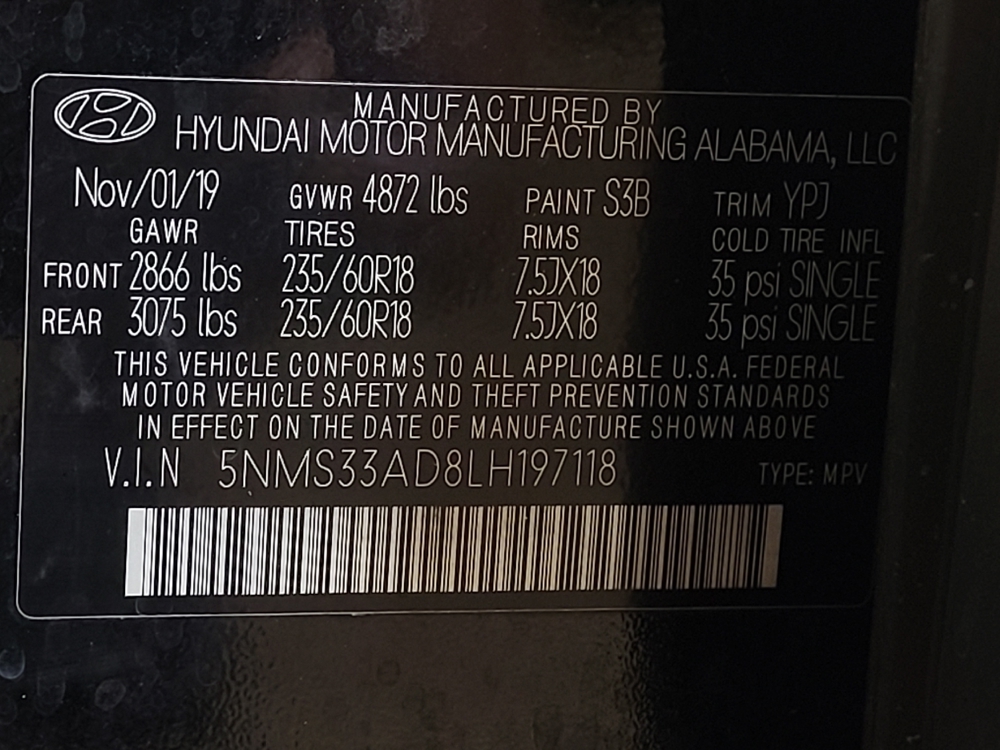 MANUFACTURED BY
HYUNDAI MOTOR MANUFACTURING ALABAMA, LLC
Nov/01/19 GVWR 4872 lbs PAINT S3B TRIM YPJ
GAWR TIRES RIMS COLD TIRE INFL
FRONT 2866 lbs 235/60R18 7.5JX18 35 psi SINGLE
REAR 3075 lbs 235/60R18 7.5JX18 35 psi SINGLE
THIS VEHICLE CONFORMS TO ALL APPLICABLE U.S.A. FEDERAL
MOTOR VEHICLE SAFETY AND THEFT PREVENTION STANDARDS
IN EFFECT ON THE DATE OF MANUFACTURE SHOWN ABOVE
V.I.N 5NMS33AD8LH197118 TYPE: MPV